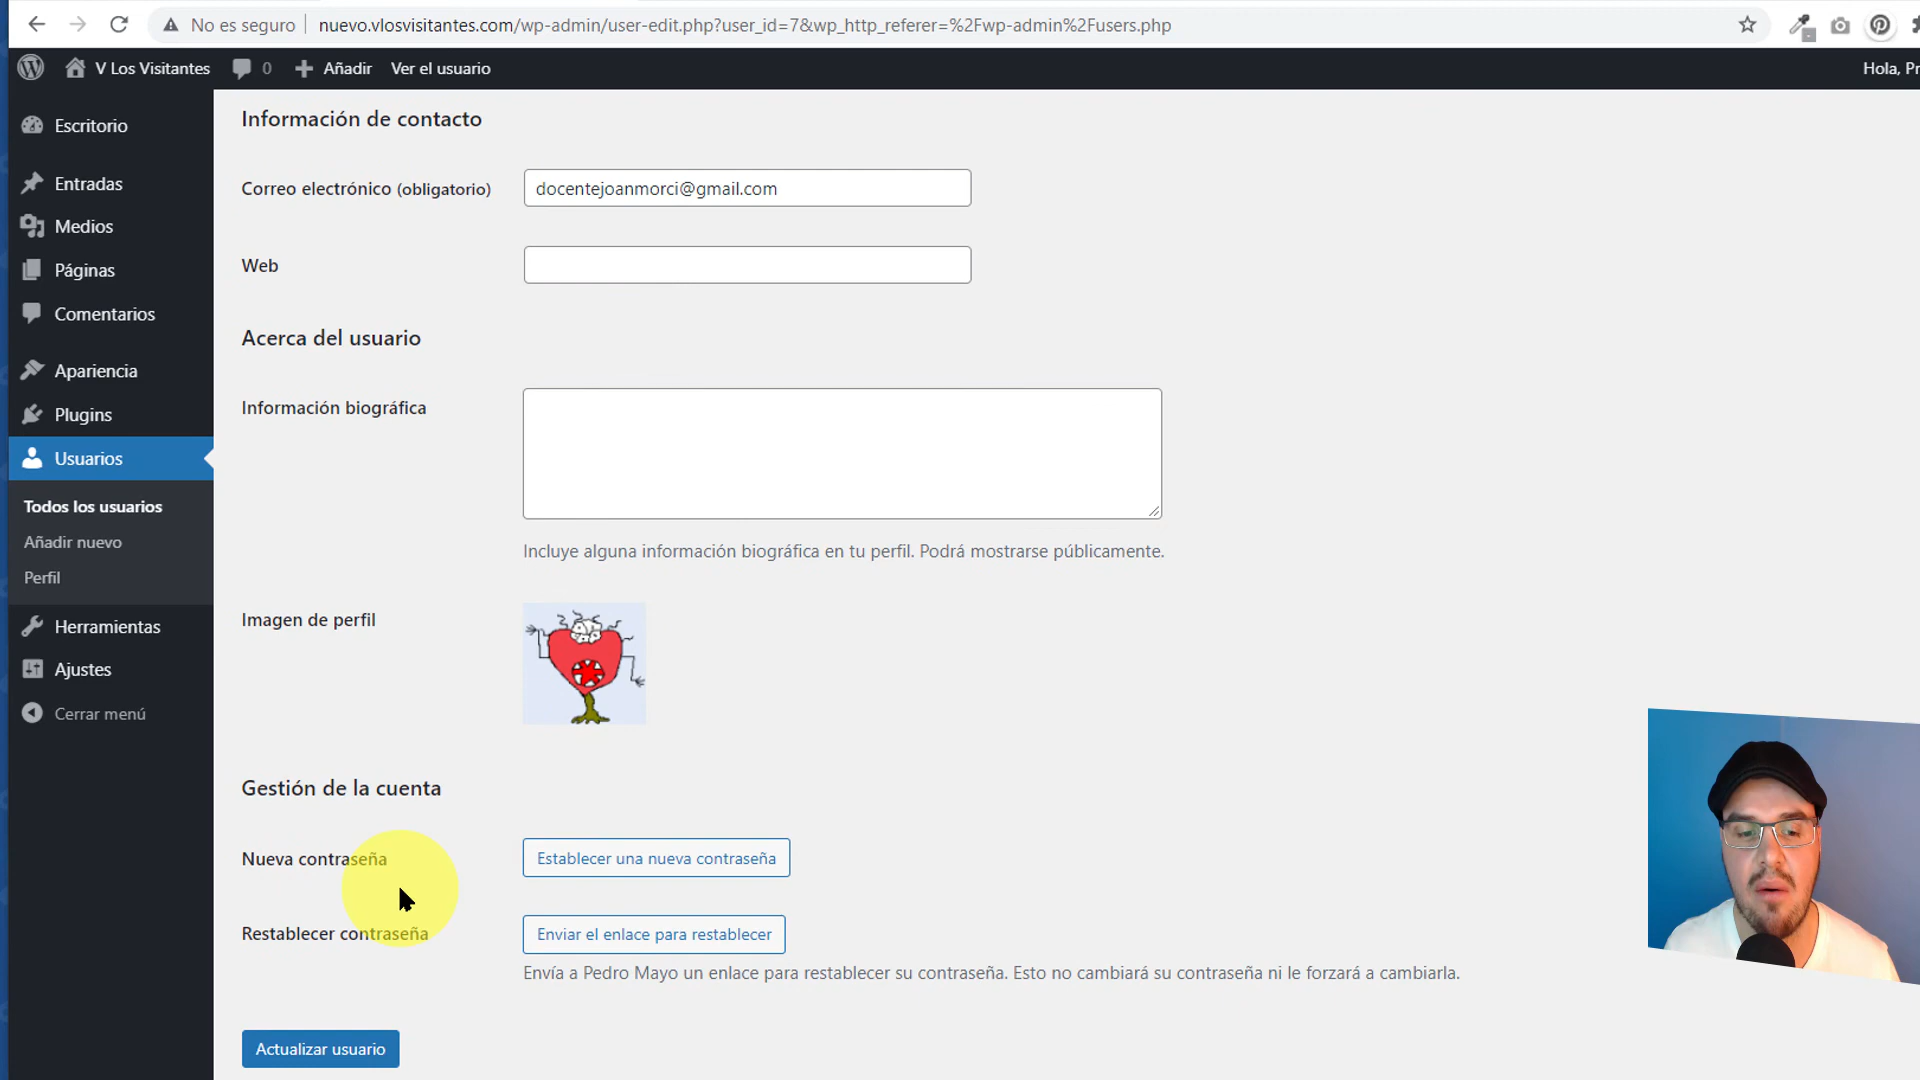 No es seguro
nuevo.vlosvisitantes.com/wp-admin/user-edit.php?user_id=7&wp_http_referer=%2Fwp-admin%2Fusers.php
V Los Visitantes
0
Añadir
Ver el usuario
Hola, Pr
Escritorio
Entradas
Medios
Páginas
Comentarios
Apariencia
Plugins
Usuarios
Todos los usuarios
Añadir nuevo
Perfil
Herramientas
Ajustes
Cerrar menú
Información de contacto
Correo electrónico (obligatorio)
docentejoanmorci@gmail.com
Web
Acerca del usuario
Información biográfica
Incluye alguna información biográfica en tu perfil. Podrá mostrarse públicamente.
Imagen de perfil
Gestión de la cuenta
Nueva contraseña
Establecer una nueva contraseña
Restablecer contraseña
Enviar el enlace para restablecer
Envía a Pedro Mayo un enlace para restablecer su contraseña. Esto no cambiará su contraseña ni le forzará a cambiarla.
Actualizar usuario